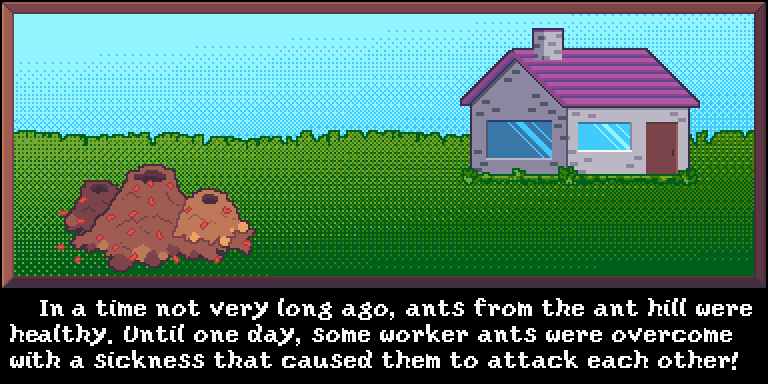 In a time not very long ago, ants from the ant hill were
healthy. Until one day, some worker ants were overcome
with a sickness that caused them to attack each other!